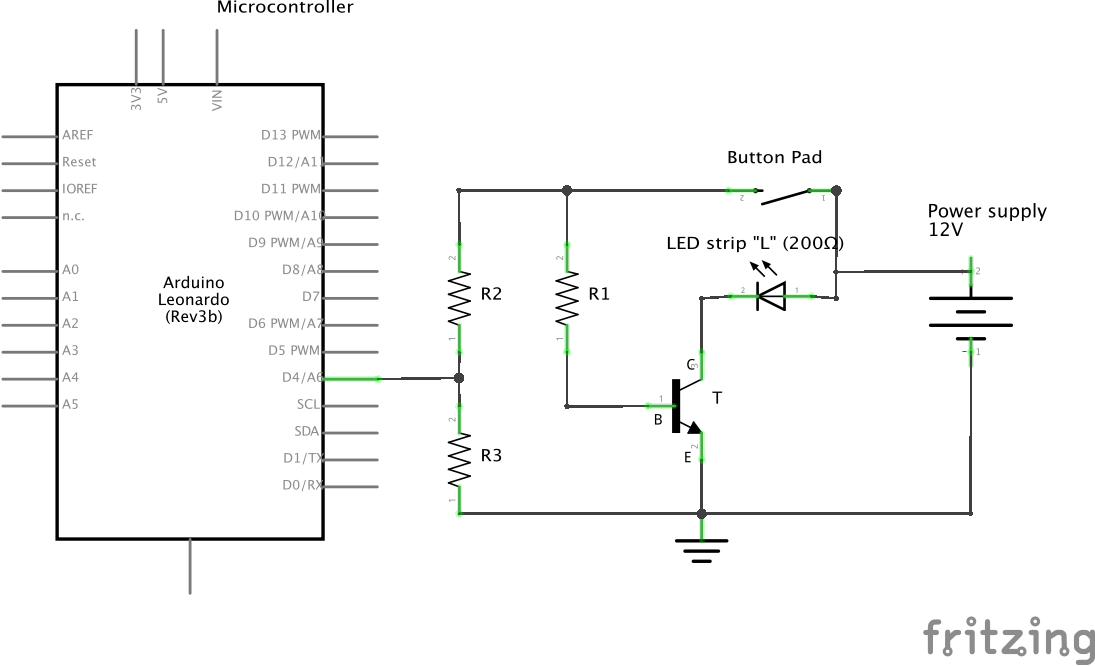 Microcontroller
3V3
5V
VIN
AREF
Reset
IOREF
n.c.
A0
A1
A2
A3
A4
A5
Arduino
Leonardo
(Rev3b)
D13 PWM
D12/A11
D11 PWM
D10 PWM/A10
D9 PWM/A9
D8/A8
D7
D6 PWM/A7
D5 PWM
D4/A6
SCL
SDA
D1/TX
D0/RX
2
R2
1
2
R3
1
2
R1
1
Button Pad
2
1
LED strip "L" (200Ω)
2
1
C
3
T
1
B
2
E
Power supply
12V
2
1
fritzing